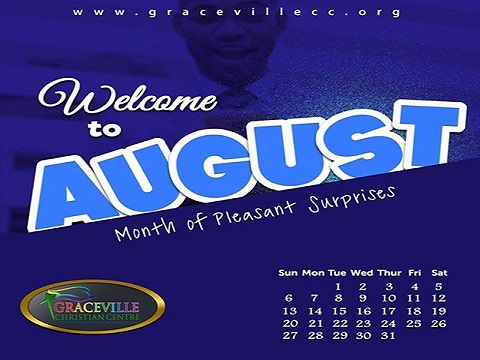 www.gracevillecc.org
Welcome
to
AUGUST
Month of Pleasant Surprises
Sun Mon Tue Wed Thur Fri Sat
1 2 3 4 5
6 7 8 9 10 11 12
13 14 15 16 17 18 19
20 21 22 23 24 25 26
27 28 29 30 31
GRACEVILLE
CHRISTIAN CENTRE